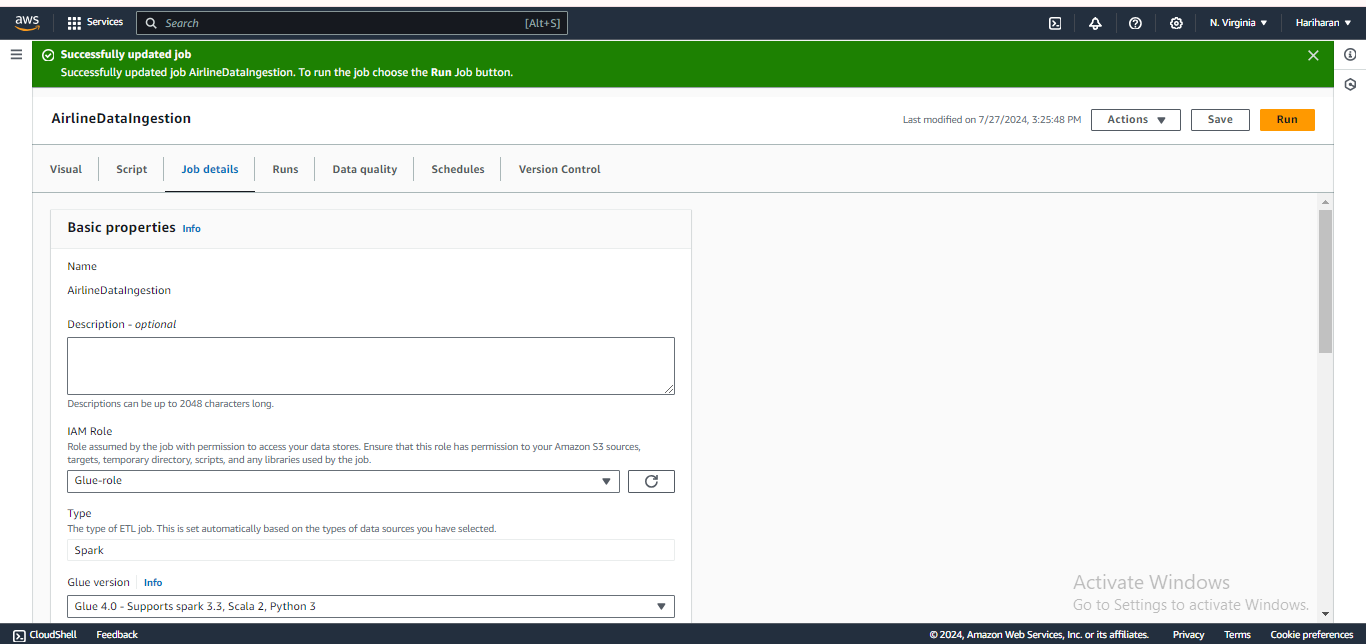 aws
Services
Search
[Alt+S]
N. Virginia
Hariharan
Successfully updated job
Successfully updated job AirlineDataIngestion. To run the job choose the Run Job button.
AirlineDataIngestion
Last modified on 7/27/2024, 3:25:48 PM
Actions
Save
Run
Visual
Script
Job details
Runs
Data quality
Schedules
Version Control
Basic properties Info
Name
AirlineDataIngestion
Description - optional
Descriptions can be up to 2048 characters long.
IAM Role
Role assumed by the job with permission to access your data stores. Ensure that this role has permission to your Amazon S3 sources,
targets, temporary directory, scripts, and any libraries used by the job.
Glue-role
Type
The type of ETL job. This is set automatically based on the types of data sources you have selected.
Spark
Glue version Info
Glue 4.0 - Supports spark 3.3, Scala 2, Python 3
Activate Windows
Go to Settings to activate Windows.
CloudShell
Feedback
© 2024, Amazon Web Services, Inc. or its affiliates.
Privacy
Terms
Cookie preferences